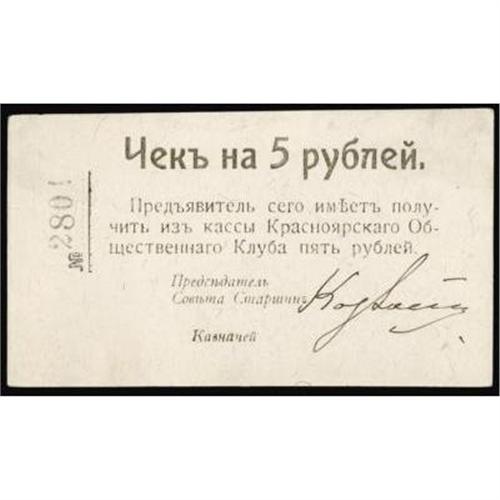 Чекъ на 5 рублей.
Предъявитель сего имѣетъ полу-
чить изъ кассы Красноярскаго Об-
щественнаго Клуба пять рублей.
Предсѣдатель
Совѣта Старшинъ
Казначей
№ 2801